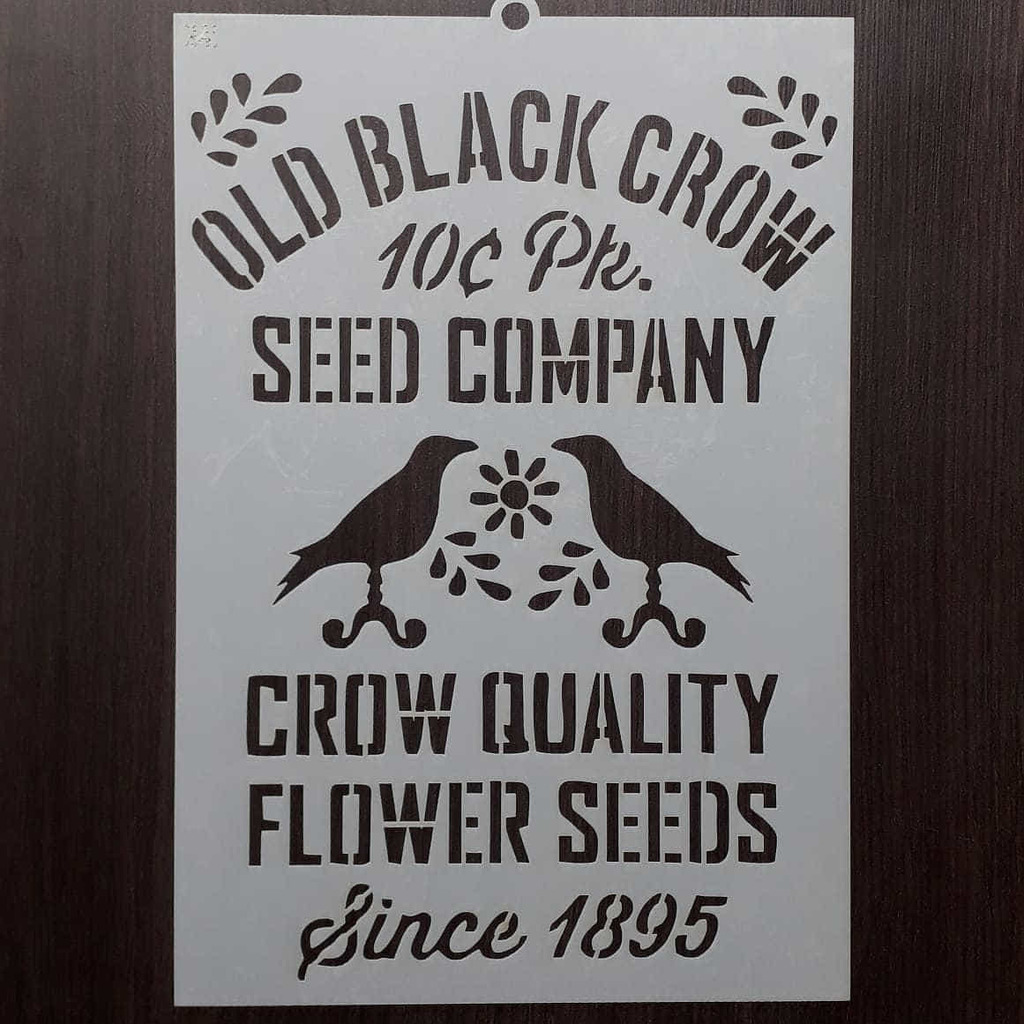 OLD BLACK CROW
10¢ Pk.
SEED COMPANY
CROW QUALITY
FLOWER SEEDS
Since 1895